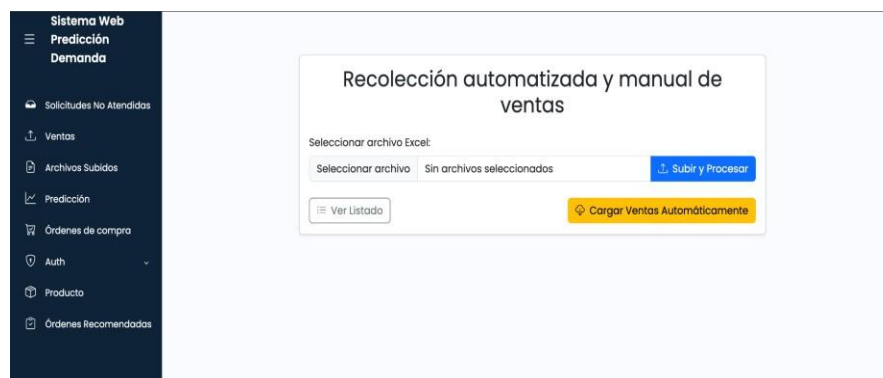 Sistema Web
Predicción
Demanda
Solicitudes No Atendidas
Ventas
Archivos Subidos
Predicción
Órdenes de compra
Auth
Producto
Órdenes Recomendadas
Recolección automatizada y manual de
ventas
Seleccionar archivo Excel:
Seleccionar archivo Sin archivos seleccionados Subir y Procesar
Ver Listado Cargar Ventas Automáticamente